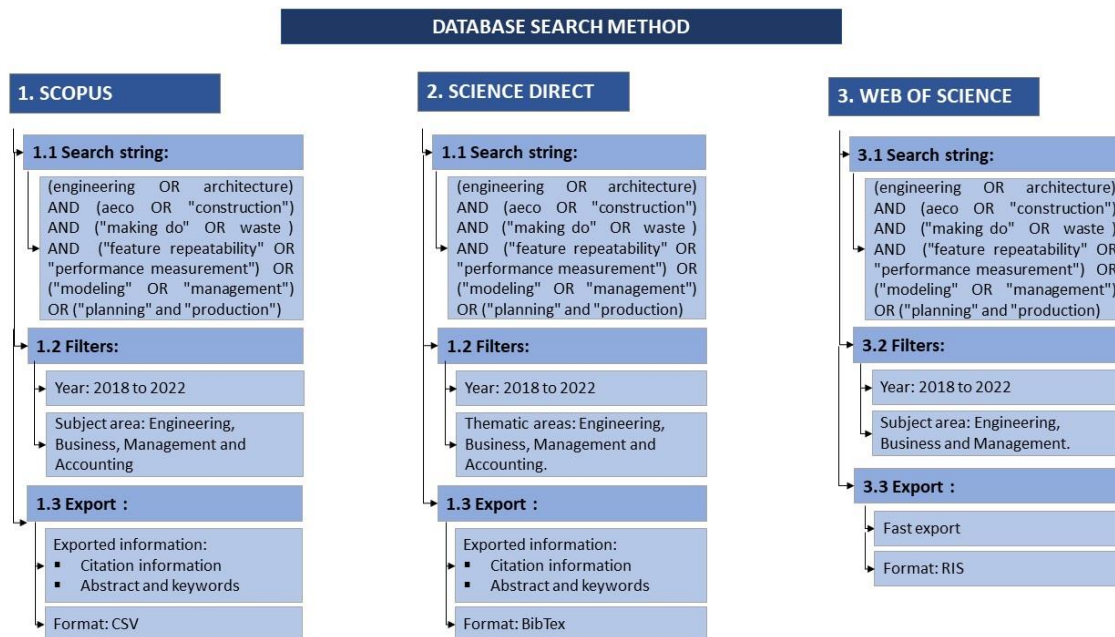 DATABASE SEARCH METHOD
1. SCOPUS
1.1 Search string:
(engineering OR architecture)
AND (aeco OR "construction")
AND ("making do" OR waste )
AND ("feature repeatability" OR
"performance measurement") OR
("modeling" OR "management")
OR ("planning" and "production")
1.2 Filters:
Year: 2018 to 2022
Subject area: Engineering,
Business, Management and
Accounting
1.3 Export :
Exported information:
▪ Citation information
▪ Abstract and keywords
Format: CSV
2. SCIENCE DIRECT
1.1 Search string:
(engineering OR architecture)
AND (aeco OR "construction")
AND ("making do" OR waste )
AND ("feature repeatability" OR
"performance measurement") OR
("modeling" OR "management")
OR ("planning" and "production)
1.2 Filters:
Year: 2018 to 2022
Thematic areas: Engineering,
Business, Management and
Accounting.
1.3 Export :
Exported information:
▪ Citation information
▪ Abstract and keywords
Format: BibTex
3. WEB OF SCIENCE
3.1 Search string:
(engineering OR architecture)
AND (aeco OR "construction")
AND ("making do" OR waste )
AND ("feature repeatability" OR
"performance measurement") OR
("modeling" OR "management")
OR ("planning" and "production)
3.2 Filters:
Year: 2018 to 2022
Subject area: Engineering,
Business and Management.
3.3 Export :
Fast export
Format: RIS